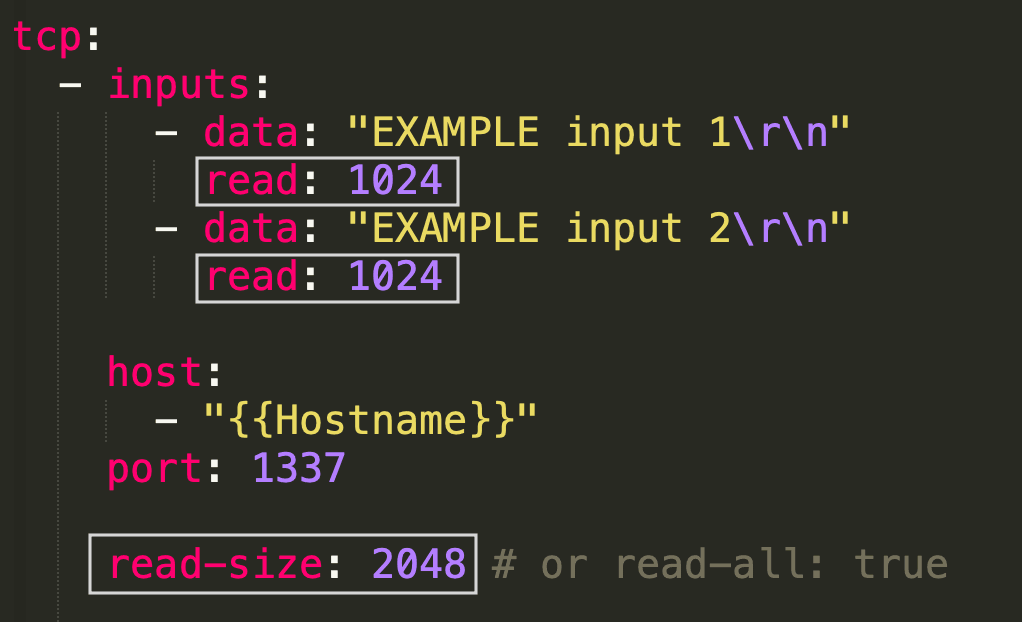 tcp:
- inputs:
- data: "EXAMPLE input 1\r\n"
read: 1024
- data: "EXAMPLE input 2\r\n"
read: 1024
host:
- "{{Hostname}}"
port: 1337
read-size: 2048 # or read-all: true